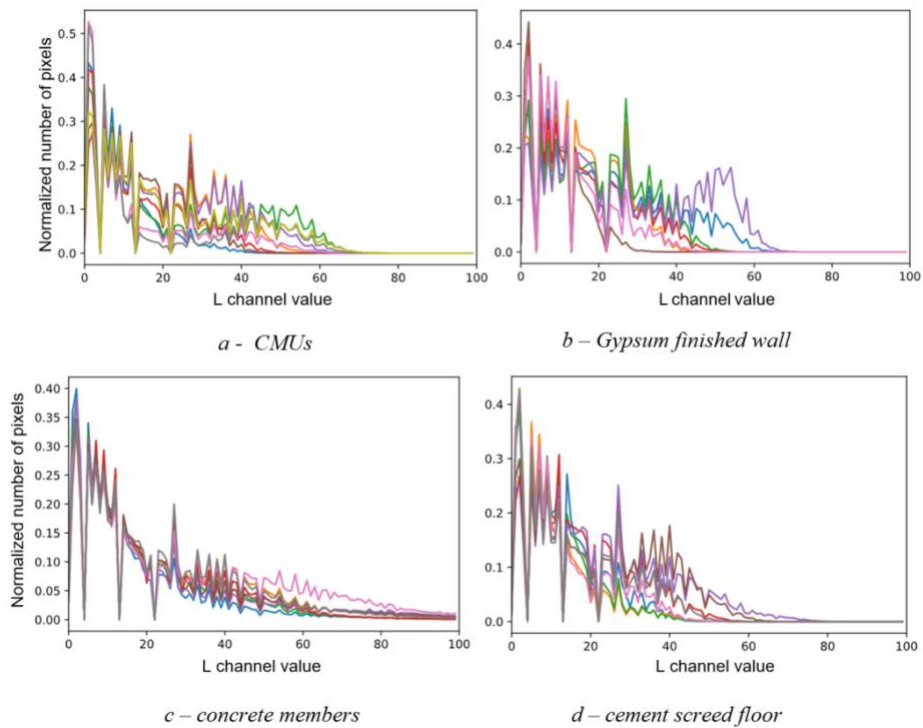 Normalized number of pixels
0.5
0.4
0.3
0.2
0.1
0.0
0 20 40 60 80 100
L channel value
a - CMUs
0.4
0.3
0.2
0.1
0.0
0 20 40 60 80 100
L channel value
b – Gypsum finished wall
Normalized number of pixels
0.40
0.35
0.30
0.25
0.20
0.15
0.10
0.05
0.00
0 20 40 60 80 100
L channel value
c – concrete members
0.4
0.3
0.2
0.1
0.0
0 20 40 60 80 100
L channel value
d – cement screed floor